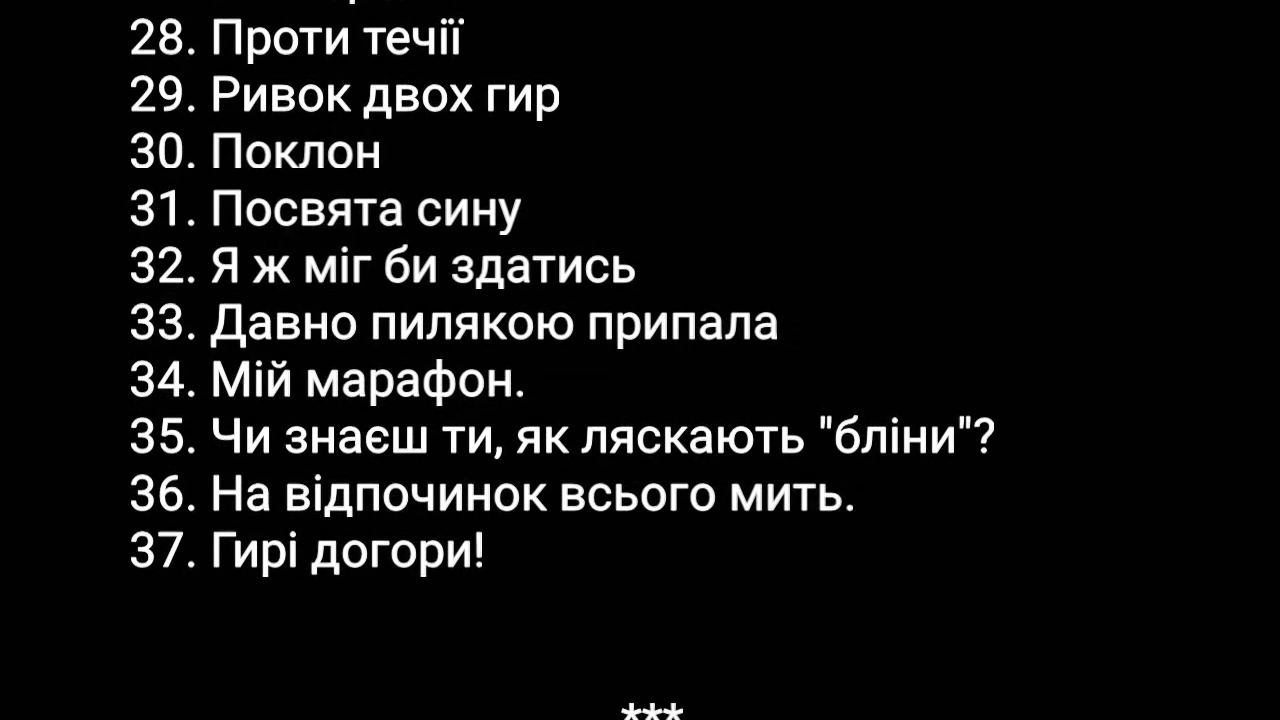 28. Проти течії
29. Ривок двох гир
30. Поклон
31. Посвята сину
32. Я ж міг би здатись
33. Давно пилякою припала
34. Мій марафон.
35. Чи знаєш ти, як ляскають "бліни"?
36. На відпочинок всього мить.
37. Гирі догори!
***